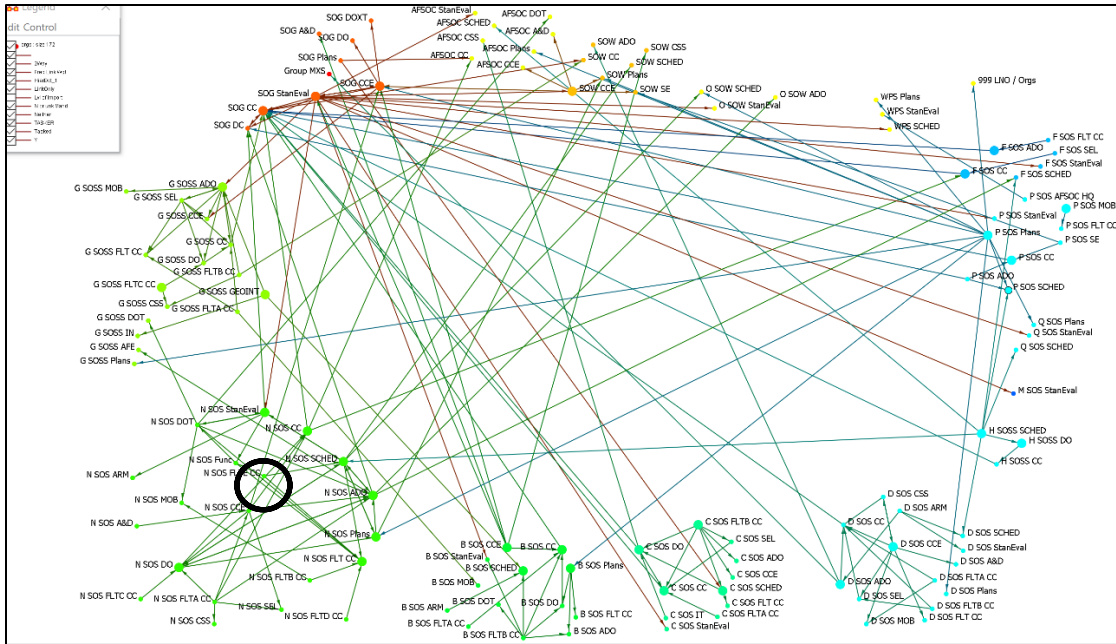 Legend
dit Control
SOG DOXT
SOG A&D
SOG DO
SOG Plans
Group MXS
SOG CCE
SOG StanEval
SOG CC
SOG DC
AFSOC StanEval
AFSOC SCHED
AFSOC DOT
AFSOC CSS
AFSOC A&D
AFSOC Plans
AFSOC CC
AFSOC CCE
SOW ADO
SOW CC
SOW CSS
SOW SCHED
SOW Plans
SOW CCE
SOW SE
O SOW SCHED
O SOW ADO
O SOW StanEval
WPS Plans
WPS StanEval
WPS SCHED
999 LNO / Orgs
F SOS FLT CC
F SOS ADO
F SOS SEL
F SOS StanEval
F SOS CC
F SOS SCHED
P SOS AFSOC HQ
P SOS MOB
P SOS StanEval
P SOS FLT CC
P SOS Plans
P SOS SE
P SOS CC
P SOS ADO
P SOS SCHED
Q SOS Plans
Q SOS StanEval
Q SOS SCHED
M SOS StanEval
H SOS SCHED
H SOS DO
H SOSS CC
G SOSS MOB
G SOSS ADO
G SOSS SEL
G SOSS CCE
G SOSS CC
G SOSS FLT CC
G SOSS DO
G SOSS FLTB CC
G SOSS FLTC CC
G SOSS GEOINT
G SOSS CSS
G SOSS FLTA CC
G SOSS DOT
G SOSS IN
G SOSS AFE
G SOSS Plans
N SOS StanEval
N SOS DOT
N SOS CC
N SOS Func
N SOS SCHED
N SOS ARM
N SOS MOB
N SOS ADO
N SOS CCE
N SOS A&D
N SOS Plans
N SOS DO
N SOS FLT CC
N SOS FLTB CC
N SOS FLTC CC
N SOS FLTA CC
N SOS SEL
N SOS FLTD CC
N SOS CSS
B SOS CCE
B SOS CC
B SOS StanEval
B SOS SCHED
B SOS Plans
B SOS MOB
B SOS DOT
B SOS DO
B SOS ARM
B SOS FLTA CC
B SOS FLT CC
B SOS FLTB CC
B SOS ADO
C SOS FLTB CC
C SOS DO
C SOS SEL
C SOS ADO
C SOS CCE
C SOS CC
C SOS SCHED
C SOS FLT CC
C SOS IT
C SOS FLTA CC
C SOS StanEval
D SOS CSS
D SOS ARM
D SOS CC
D SOS SCHED
D SOS CCE
D SOS StanEval
D SOS A&D
D SOS ADO
D SOS FLTA CC
D SOS SEL
D SOS Plans
D SOS FLTB CC
D SOS MOB
D SOS FLT CC